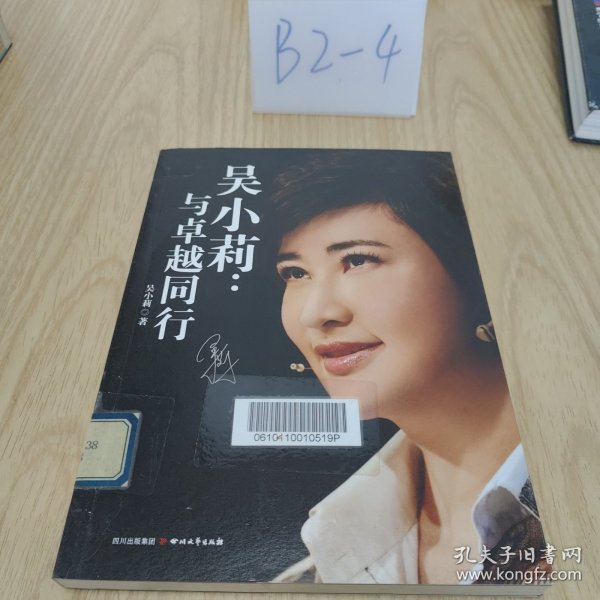 B2-4
吴小莉：
与卓越同行
吴小莉◎著
0610110010519P
38
四川出版集团 四川文艺出版社
孔夫子旧书网
www.kongfz.com